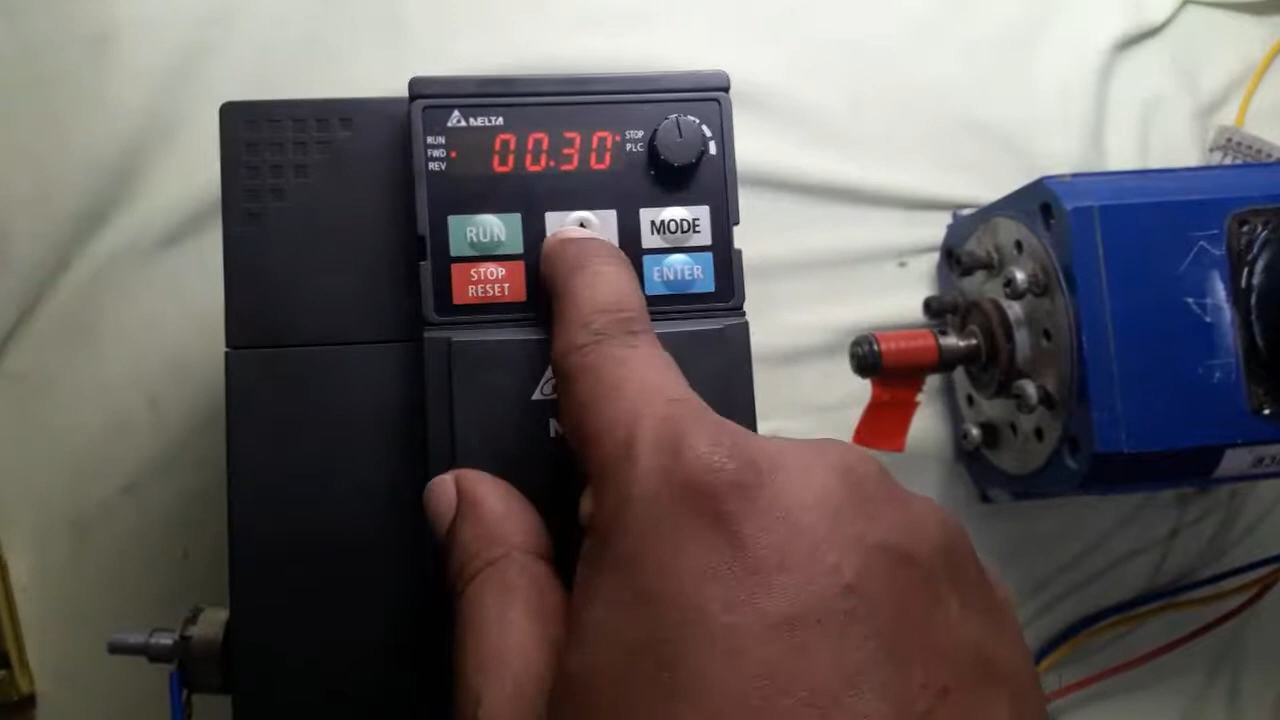 DELTA
RUN
FWD
REV
00.30
STOP
PLC
RUN
MODE
STOP
RESET
ENTER